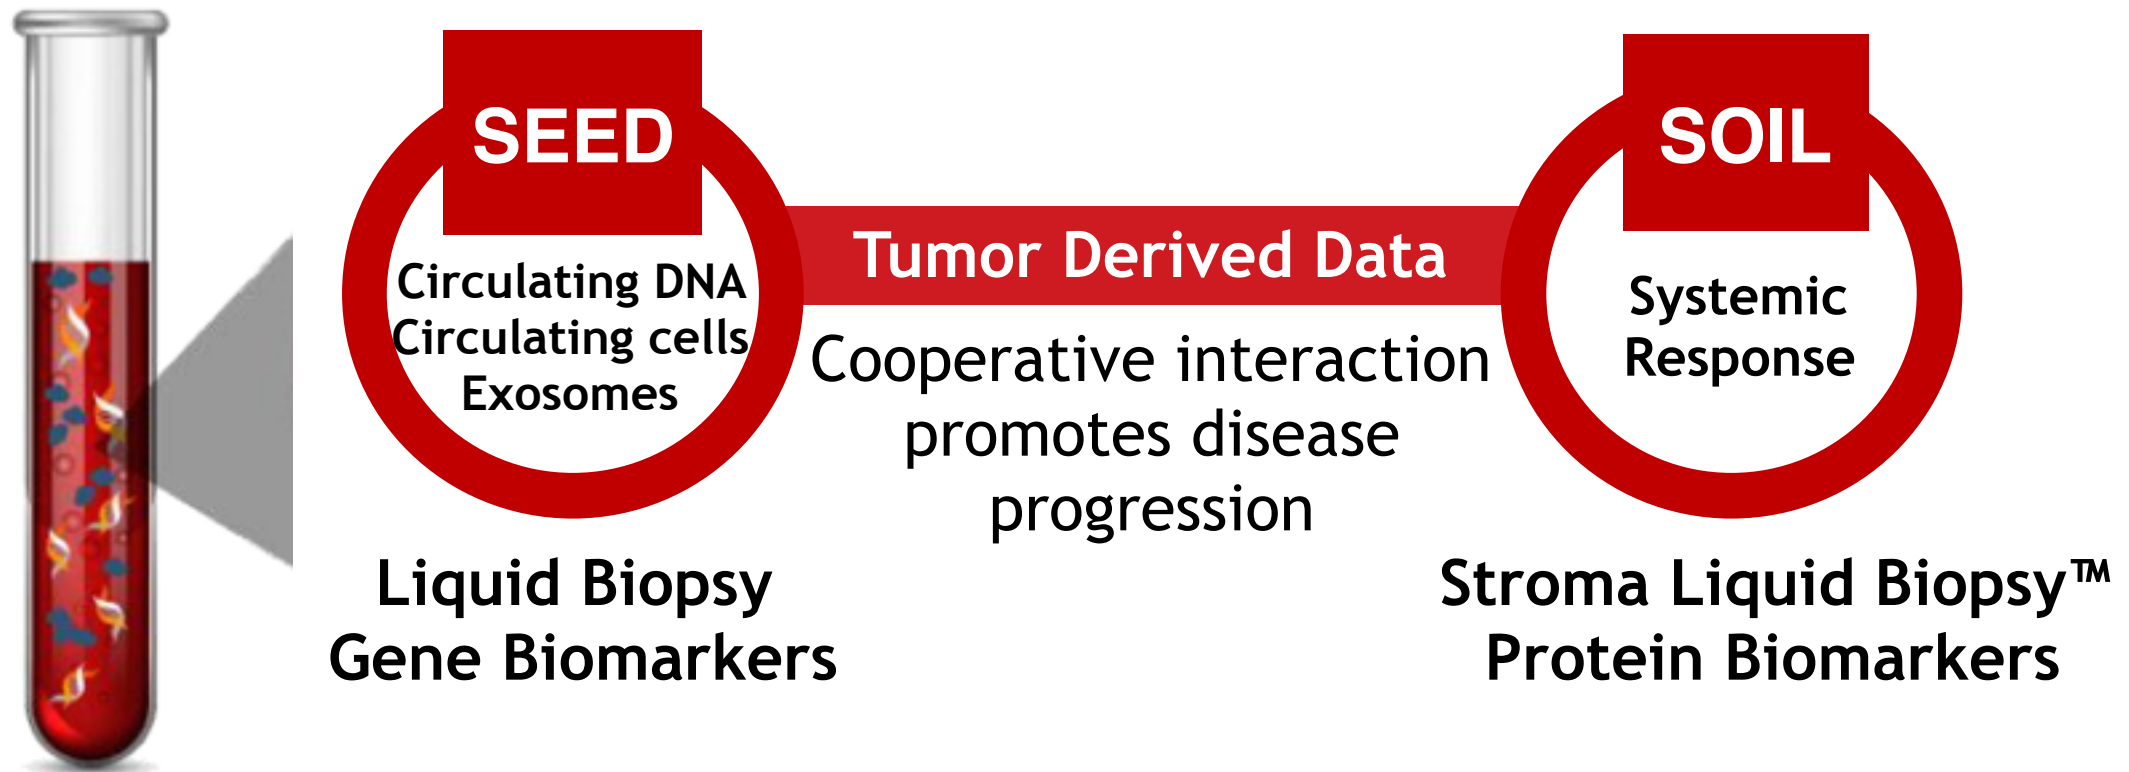 SEED
Circulating DNA
Circulating cells
Exosomes
Liquid Biopsy
Gene Biomarkers
Tumor Derived Data
Cooperative interaction
promotes disease
progression
SOIL
Systemic
Response
Stroma Liquid Biopsy™
Protein Biomarkers